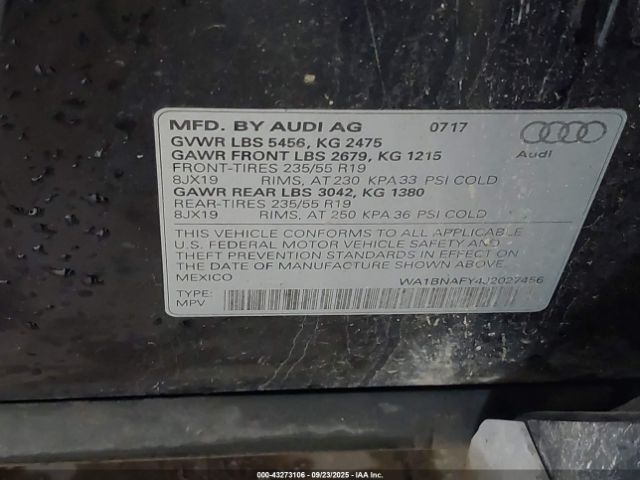 MFD. BY AUDI AG 0717
GVWR LBS 5456, KG 2475
GAWR FRONT LBS 2679, KG 1215 Audi
FRONT-TIRES 235/55 R19
8JX19 RIMS, AT 230 KPA 33 PSI COLD
GAWR REAR LBS 3042, KG 1380
REAR-TIRES 235/55 R19
8JX19 RIMS, AT 250 KPA 36 PSI COLD
THIS VEHICLE CONFORMS TO ALL APPLICABLE
U.S. FEDERAL MOTOR VEHICLE SAFETY AND
THEFT PREVENTION STANDARDS IN EFFECT ON
THE DATE OF MANUFACTURE SHOWN ABOVE.
MEXICO WA1BNAFY4J2027456
TYPE:
MPV
00-43273106 - 09/23/2025 - IAA Inc.